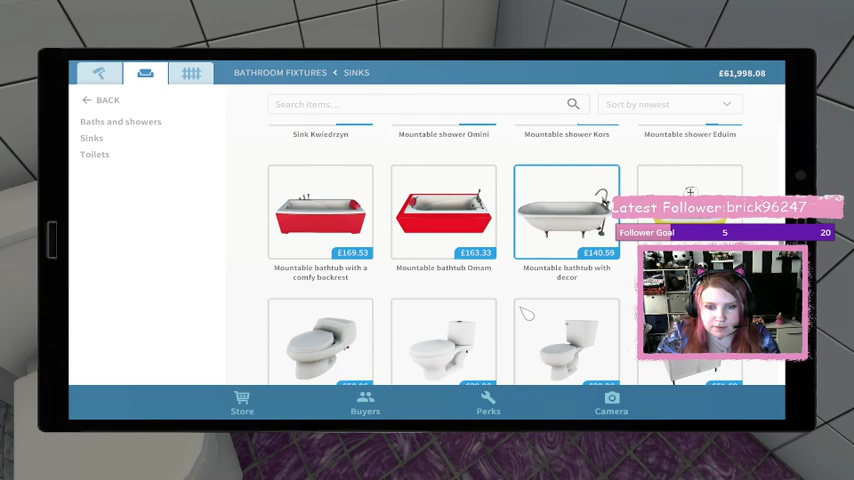 BATHROOM FIXTURES < SINKS
£61,998.08
BACK
Search items...
Sort by newest
Baths and showers
Sinks
Toilets
Sink Kwiedrzyn
Mountable shower Omini
Mountable shower Kors
Mountable shower Eduim
£169.53
£163.33
£140.59
Mountable bathtub with a comfy backrest
Mountable bathtub Omam
Mountable bathtub with decor
Latest Follower:brick96247
Follower Goal
5
20
Store
Buyers
Perks
Camera